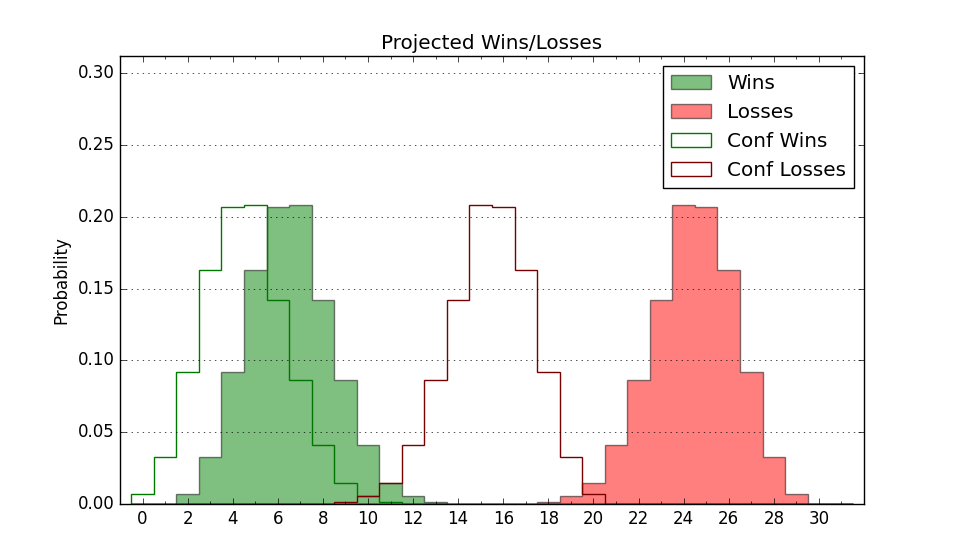 Projected Wins/Losses
0.30
0.25
0.20
0.15
0.10
0.05
0.00
Probability
Wins
Losses
Conf Wins
Conf Losses
0 2 4 6 8 10 12 14 16 18 20 22 24 26 28 30